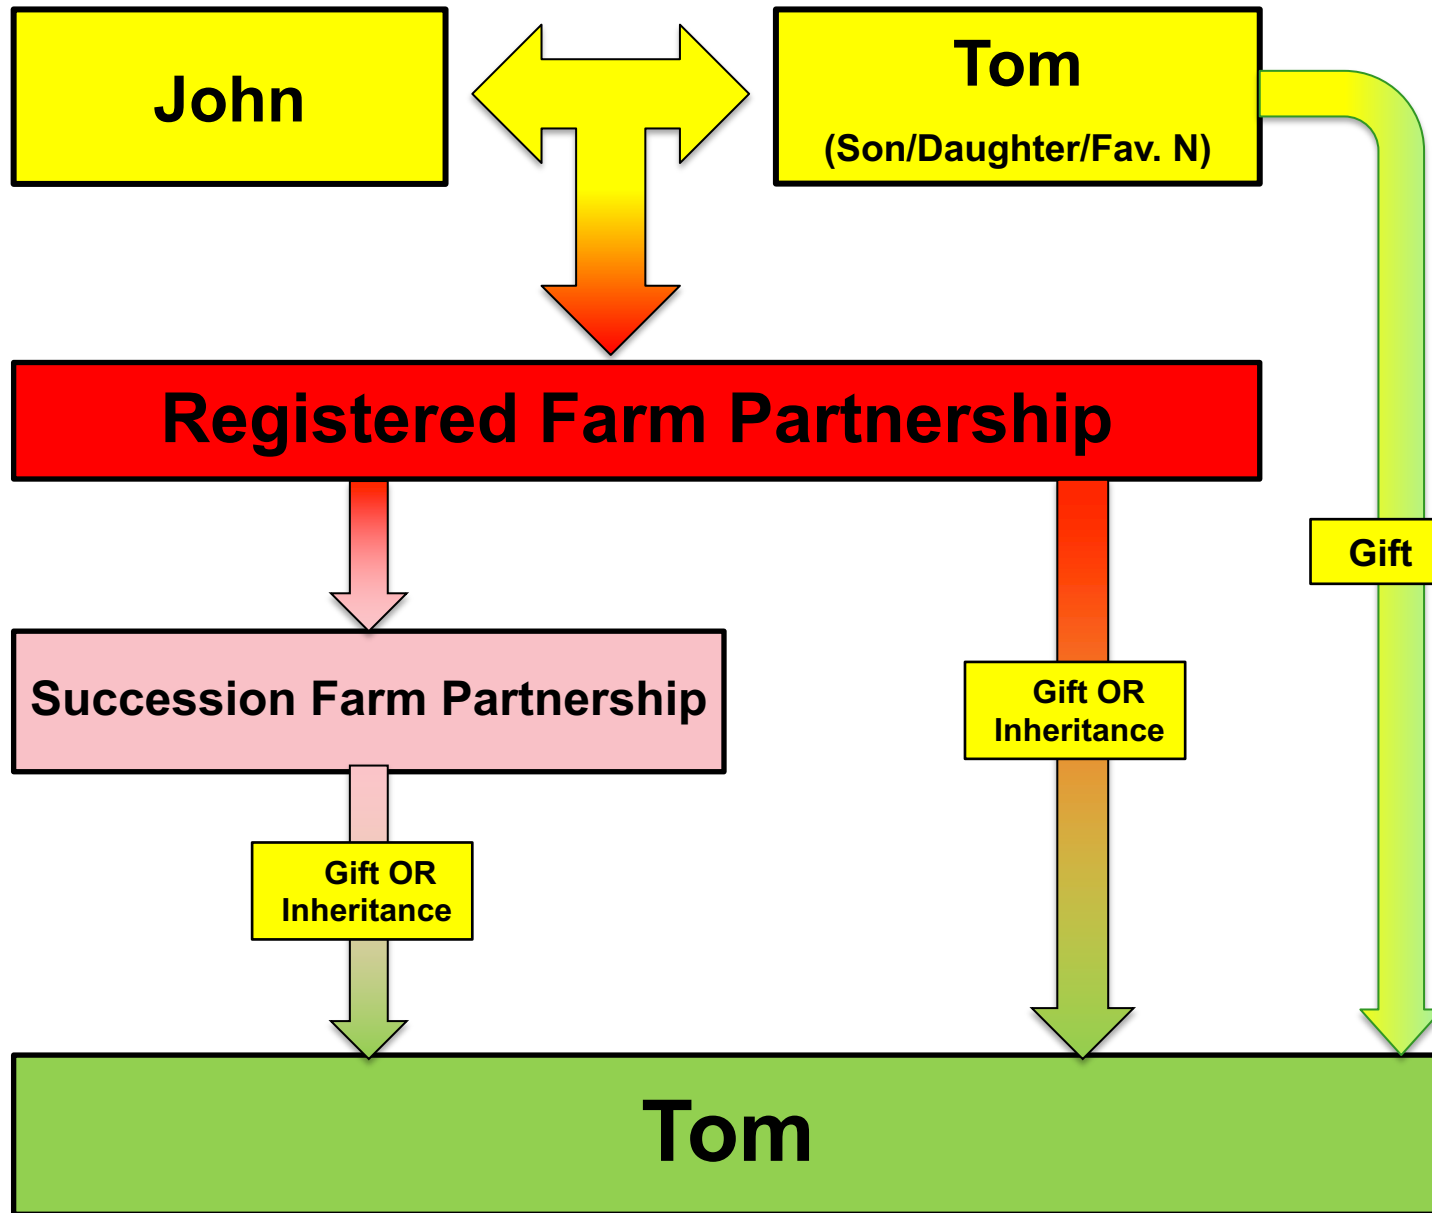 John
Tom
(Son/Daughter/Fav. N)
Registered Farm Partnership
Gift
Succession Farm Partnership
Gift OR
Inheritance
Gift OR
Inheritance
Tom